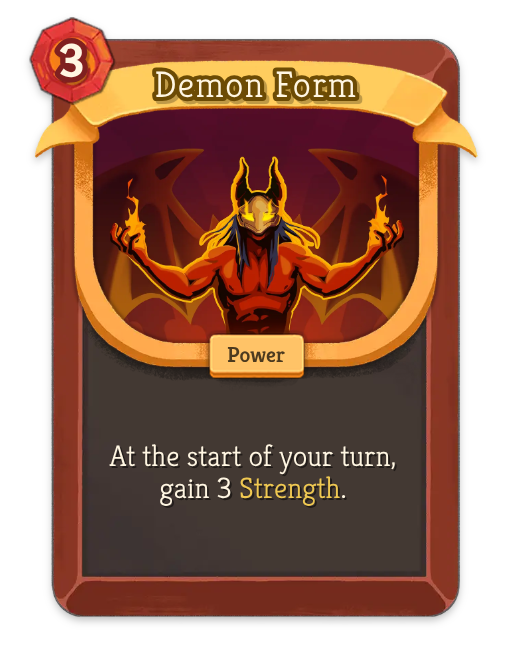 3
Demon Form
Power
At the start of your turn,
gain 3 Strength.